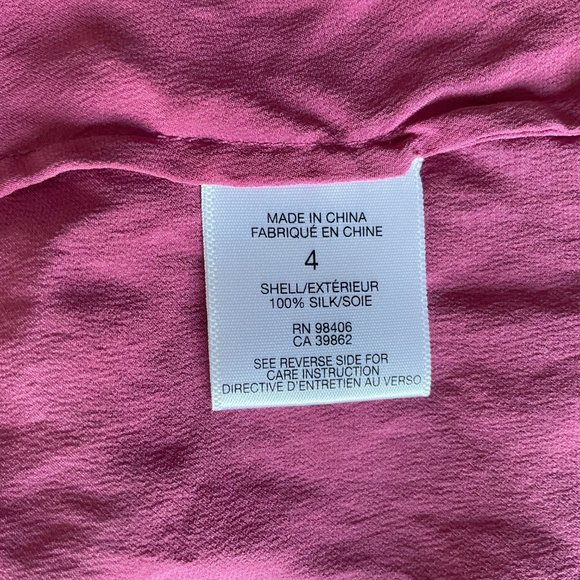 MADE IN CHINA
FABRIQUÉ EN CHINE
4
SHELL/EXTÉRIEUR
100% SILK/SOIE
RN 98406
CA 39862
SEE REVERSE SIDE FOR
CARE INSTRUCTION
DIRECTIVE D'ENTRETIEN AU VERSO